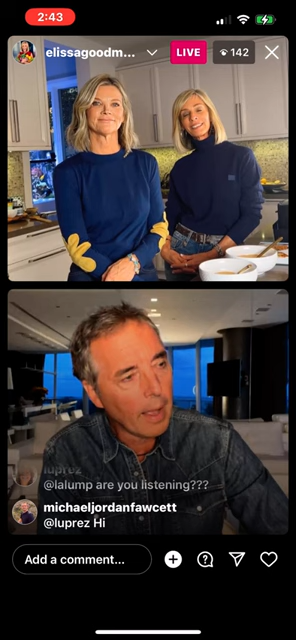 2:43
elissagoodm...
LIVE
142
luprez
@lalump are you listening???
michaeljordanfawcett
@luprez Hi
Add a comment...